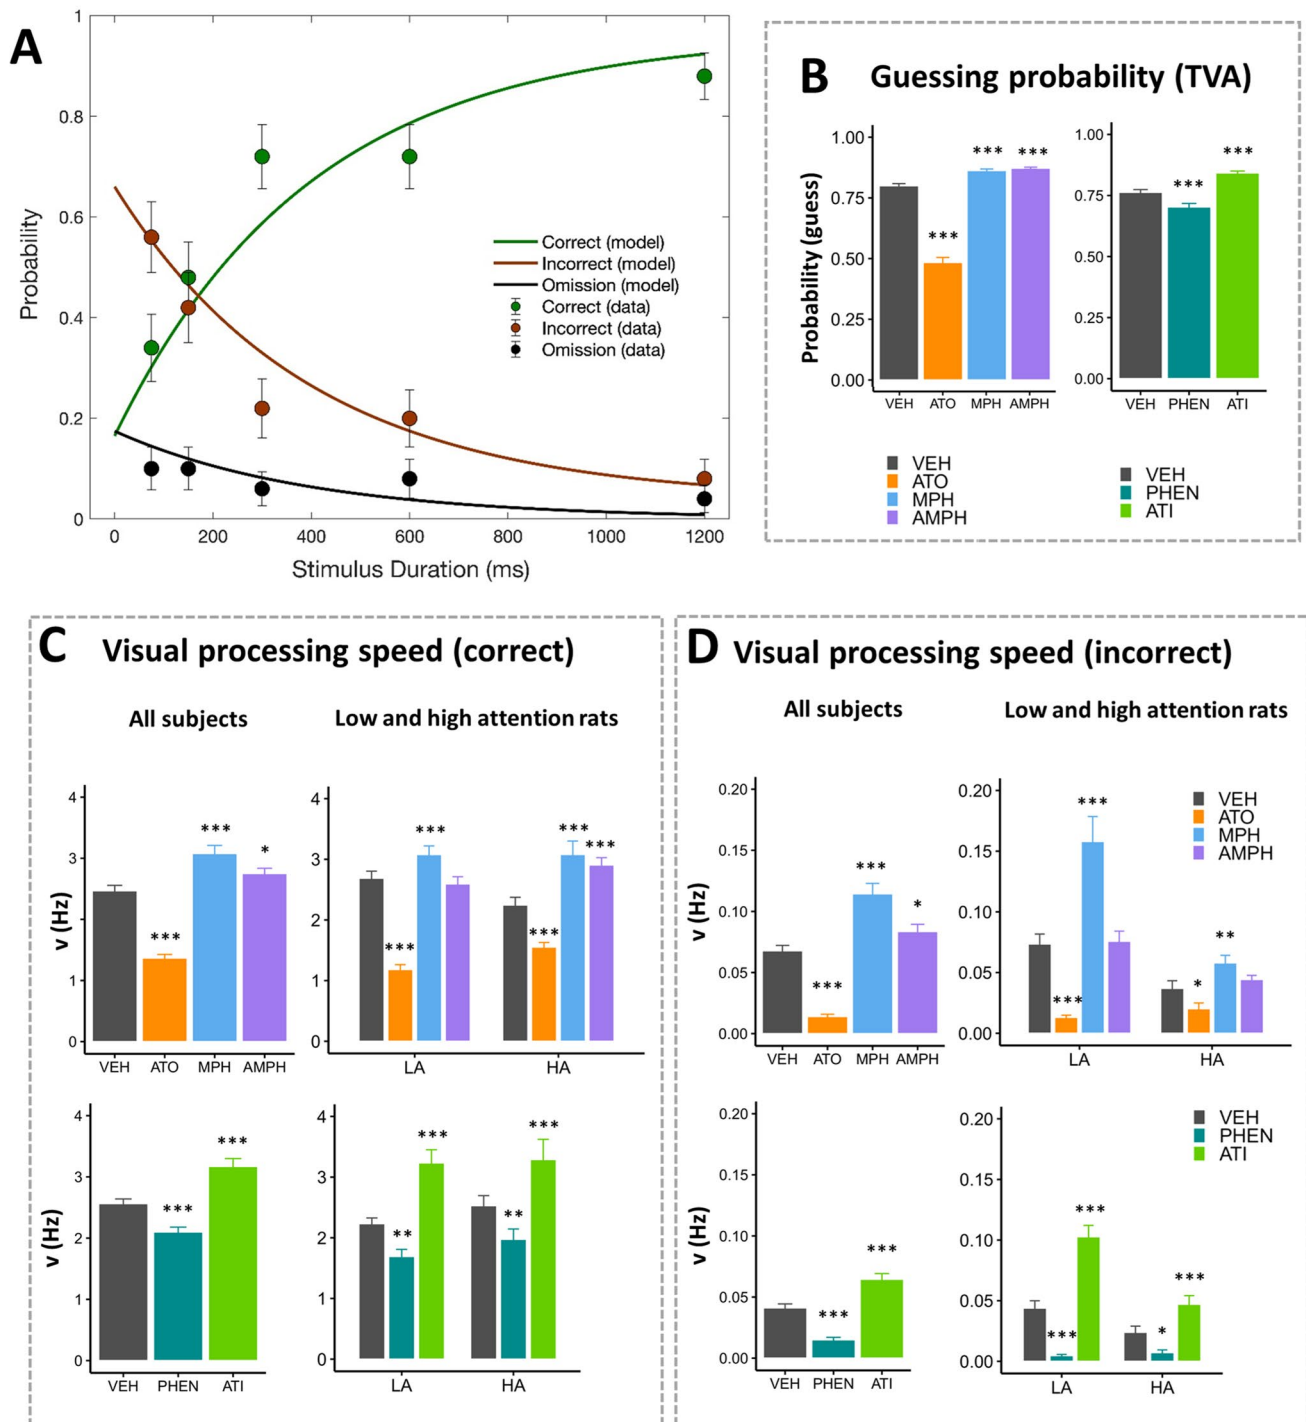 A
1
0.8
0.6
0.4
0.2
0
Probability
0
200
400
600
800
1000
1200
Stimulus Duration (ms)
Correct (model)
Incorrect (model)
Omission (model)
Correct (data)
Incorrect (data)
Omission (data)
B Guessing probability (TVA)
Probability (guess)
1.00
0.75
0.50
0.25
0.00
***
***
***
VEH ATO MPH AMPH
1.00
0.75
0.50
0.25
0.00
***
***
VEH PHEN ATI
VEH
ATO
MPH
AMPH
VEH
PHEN
ATI
C Visual processing speed (correct)
All subjects
Low and high attention rats
v (Hz)
4
3
2
1
0
***
***
*
VEH ATO MPH AMPH
4
3
2
1
0
***
***
***
***
***
LA HA
v (Hz)
4
3
2
1
0
***
***
VEH PHEN ATI
4
3
2
1
0
**
***
**
***
LA HA
D Visual processing speed (incorrect)
All subjects
Low and high attention rats
v (Hz)
0.20
0.15
0.10
0.05
0.00
***
***
*
VEH ATO MPH AMPH
0.20
0.15
0.10
0.05
0.00
***
***
*
**
LA HA
VEH
ATO
MPH
AMPH
v (Hz)
0.20
0.15
0.10
0.05
0.00
***
***
VEH PHEN ATI
0.20
0.15
0.10
0.05
0.00
***
***
*
***
LA HA
VEH
PHEN
ATI